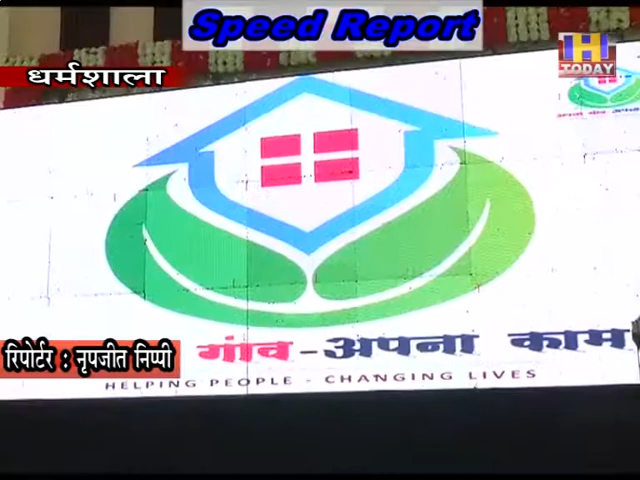 Speed Report
धर्मशाला
H
TODAY
रिपोर्टर : नृपजीत निप्पी
गांव - अपना काम
HELPING PEOPLE - CHANGING LIVES